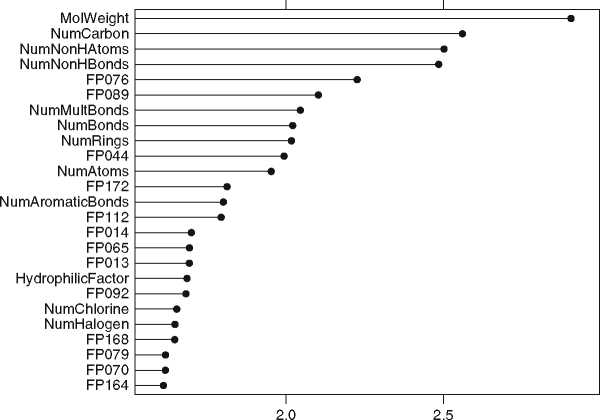 MolWeight
NumCarbon
NumNonHAtoms
NumNonHBonds
FP076
FP089
NumMultBonds
NumBonds
NumRings
FP044
NumAtoms
FP172
NumAromaticBonds
FP112
FP014
FP065
FP013
HydrophilicFactor
FP092
NumChlorine
NumHalogen
FP168
FP079
FP070
FP164
2.0 2.5